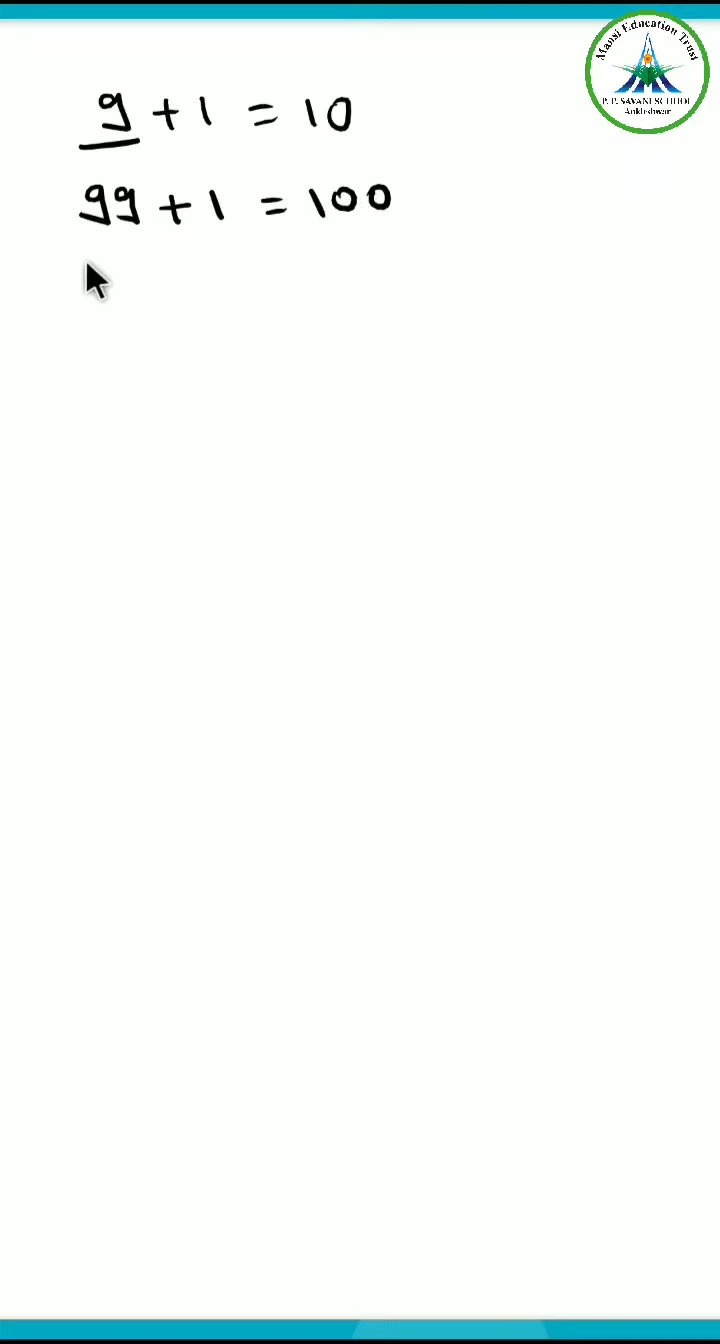 9 + 1 = 10
99 + 1 = 100
Mansi Education Trust
P. P. SAVANI SCHOOL
Ankleshwar